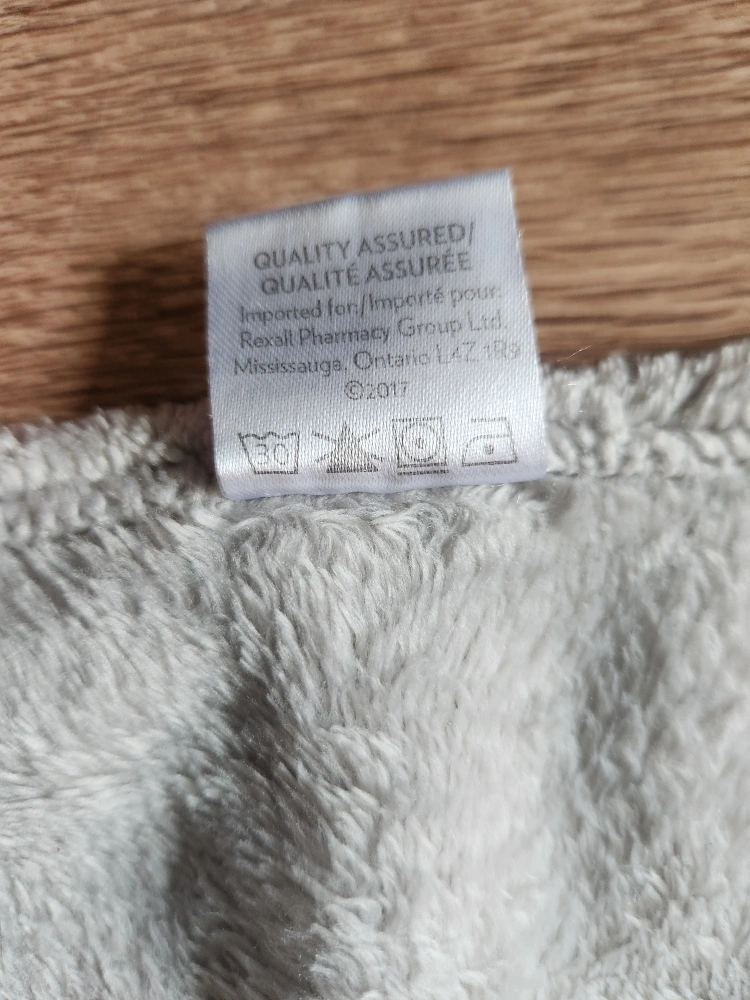 QUALITY ASSURED/
QUALITÉ ASSURÉE
Imported for:/Importé pour:
Rexall Pharmacy Group Ltd.
Mississauga, Ontario L4Z 1R9
©2017
30